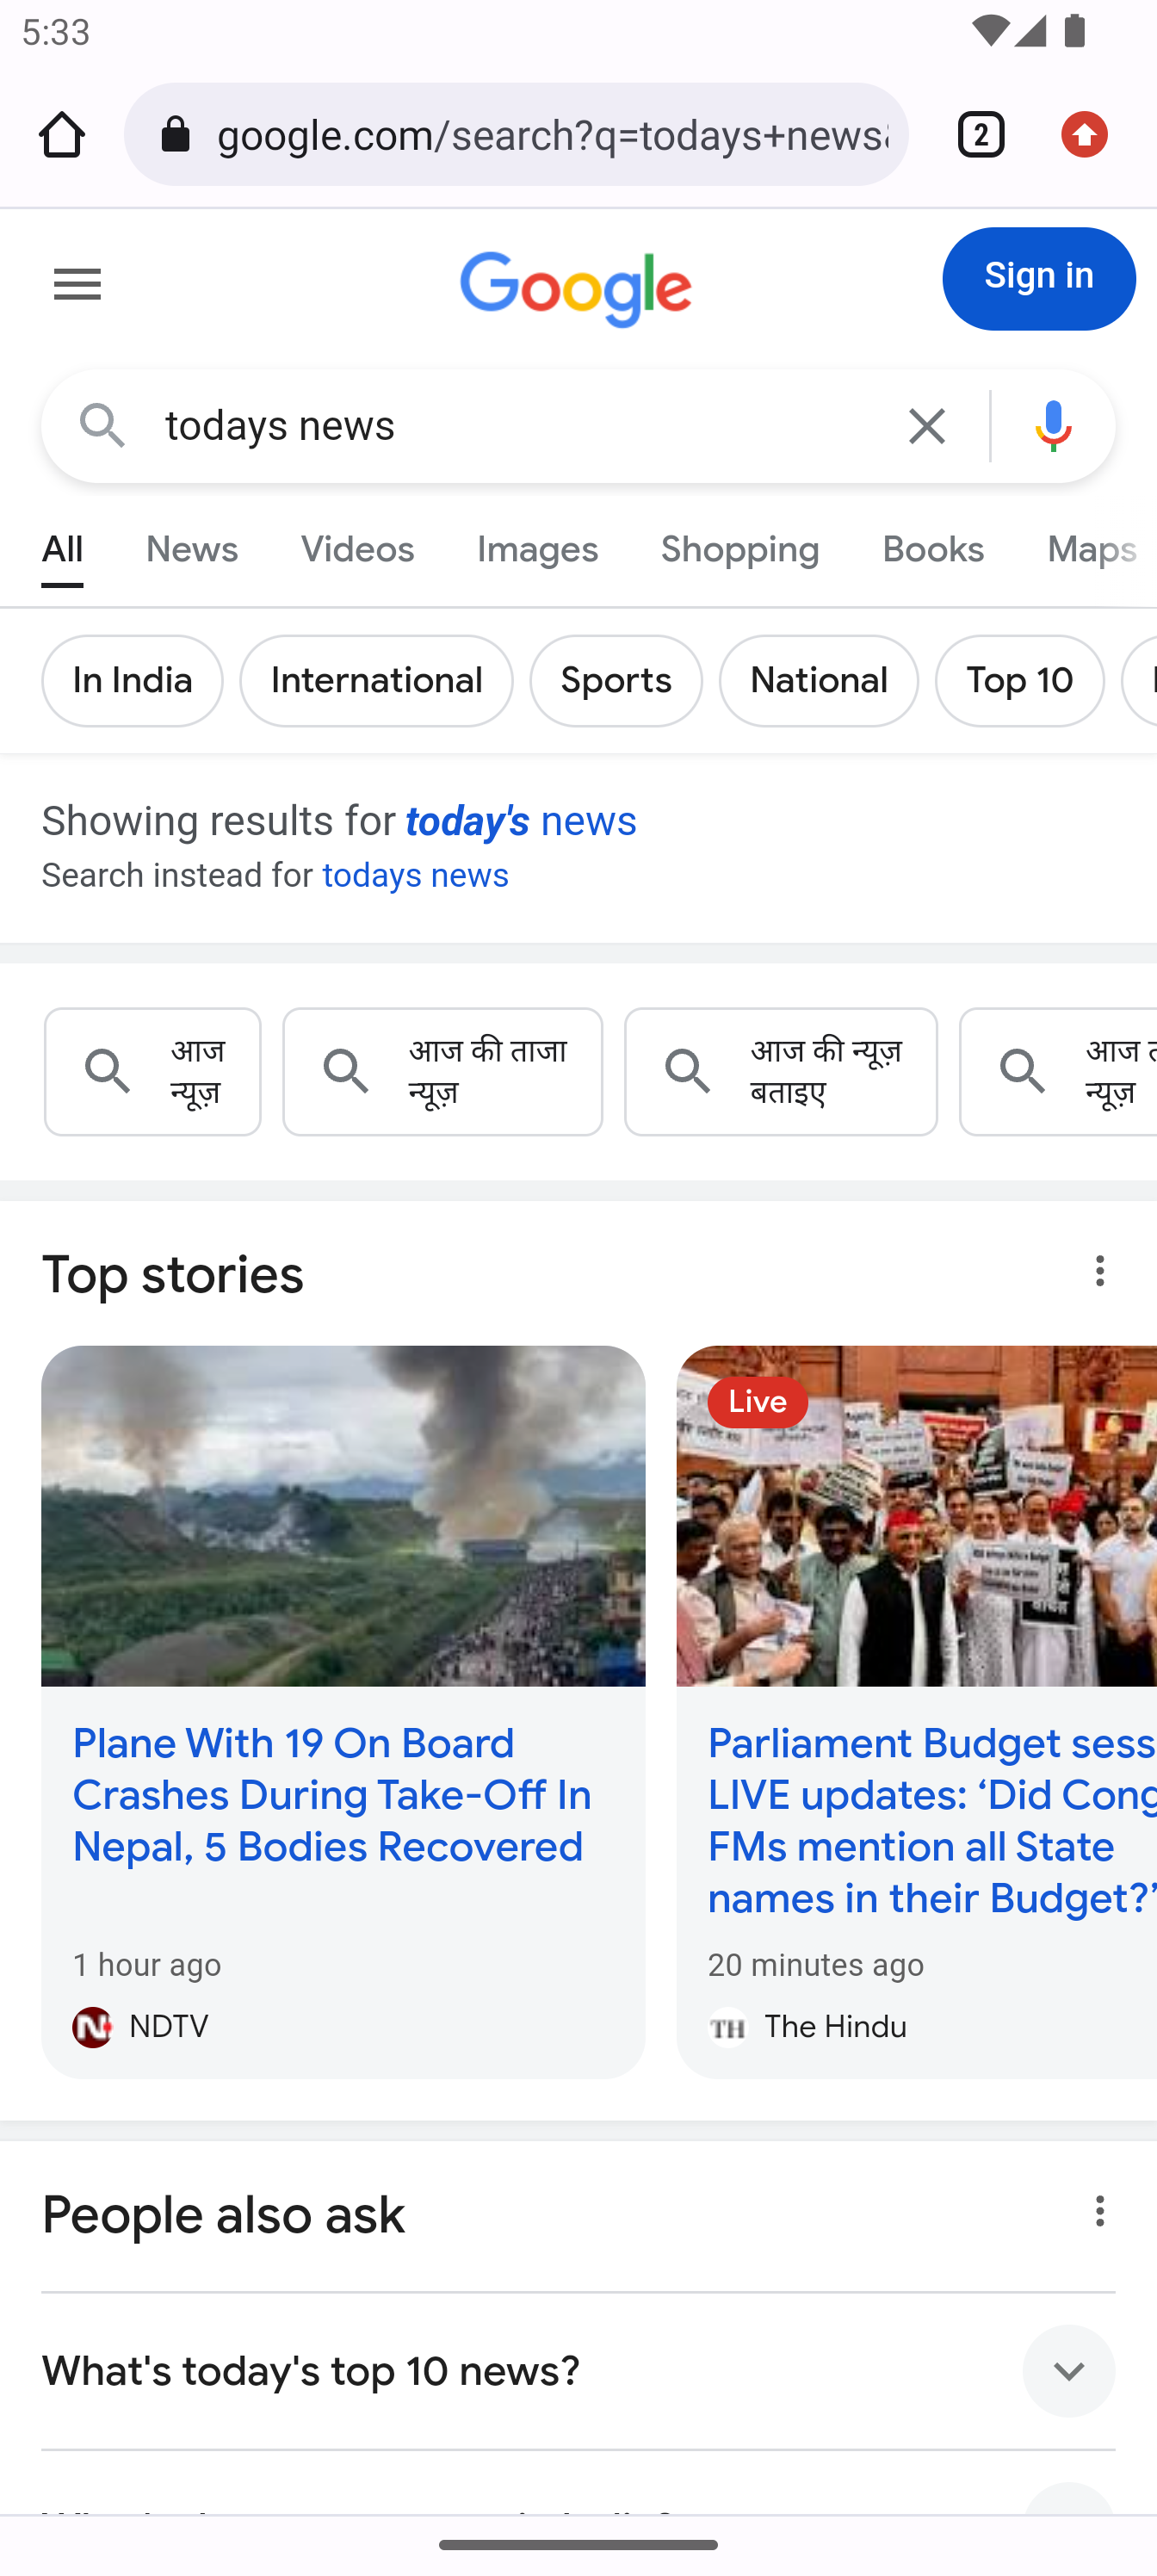 5:33
google.com/search?q=todays+news
2
Google
Sign in
todays news
All News Videos Images Shopping Books Maps
In India International Sports National Top 10
Showing results for today's news
Search instead for todays news
आज
न्यूज़
आज की ताजा
न्यूज़
आज की न्यूज़
बताइए
आज
न्यूज़
Top stories
Plane With 19 On Board
Crashes During Take-Off In
Nepal, 5 Bodies Recovered
1 hour ago
NDTV
Live
Parliament Budget sess
LIVE updates: ‘Did Cong
FMs mention all State
names in their Budget?’
20 minutes ago
TH The Hindu
People also ask
What's today's top 10 news?